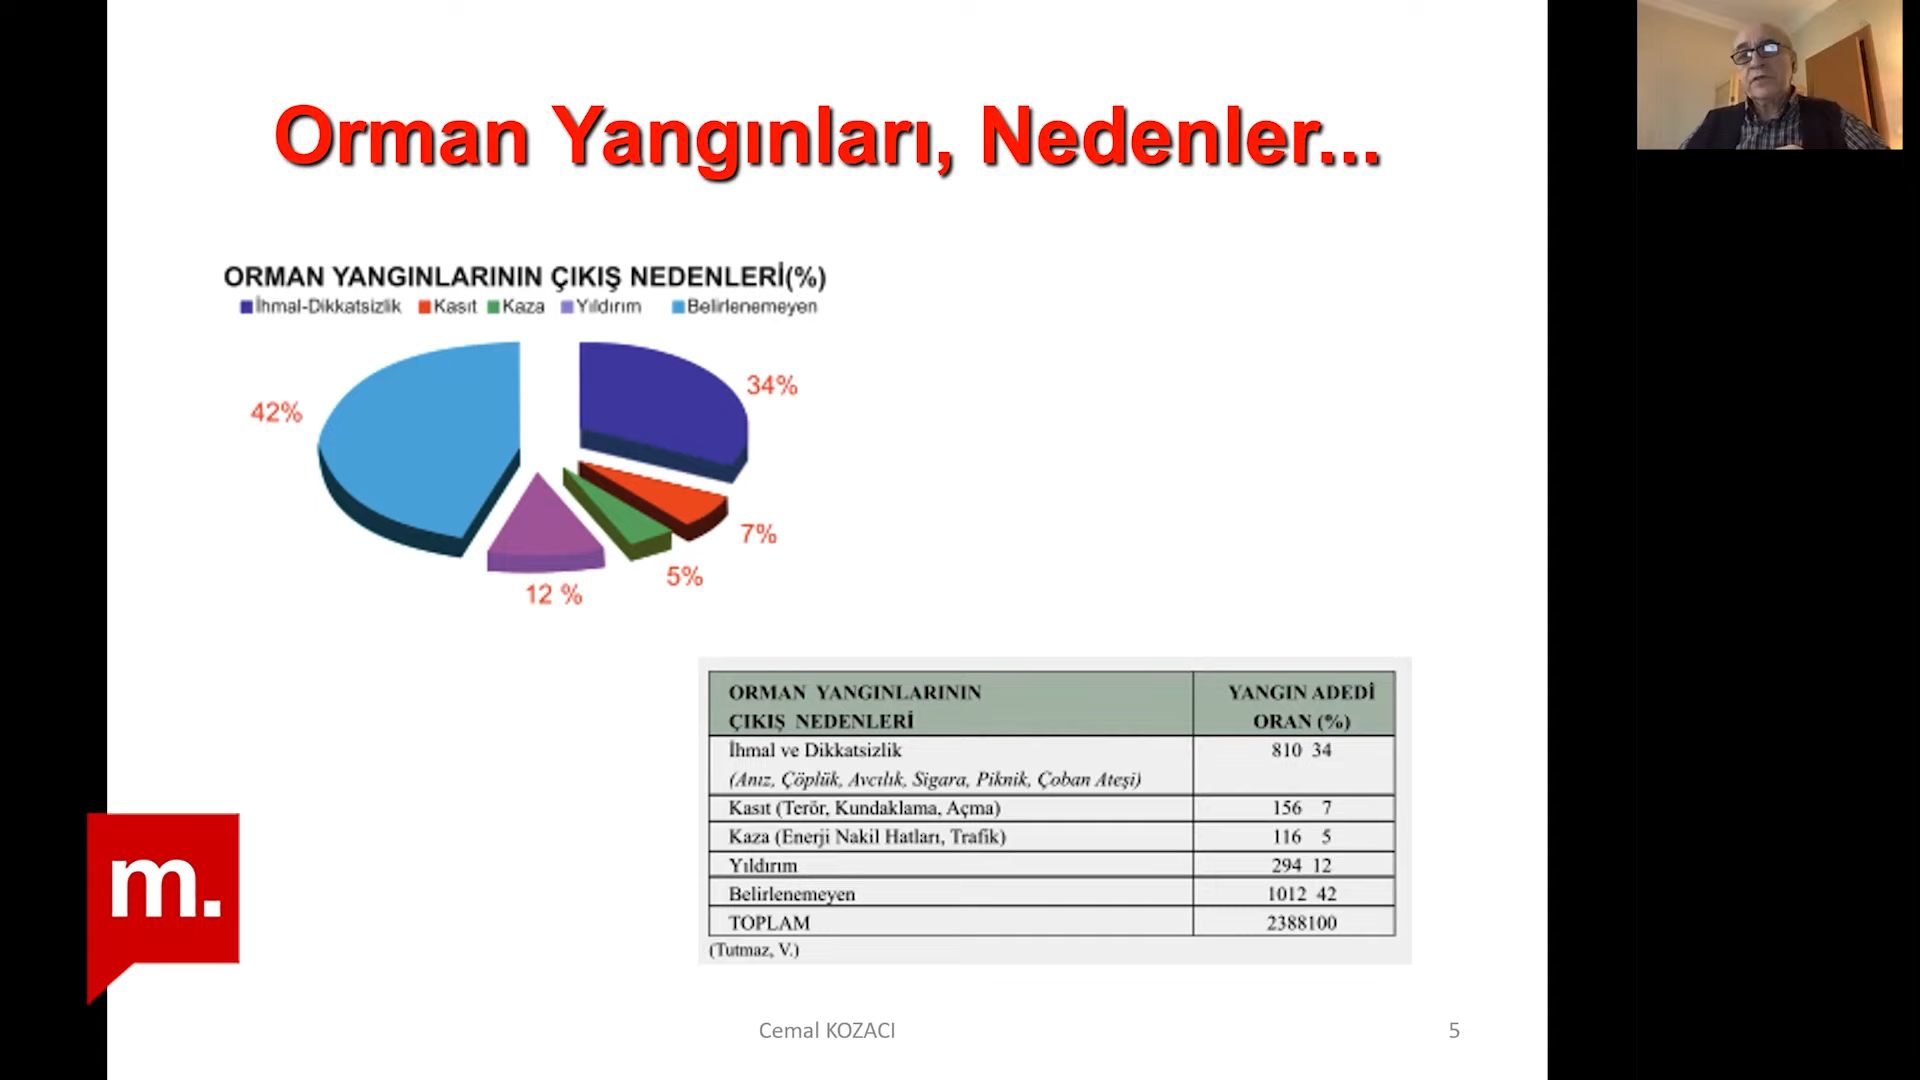 Orman Yangınları, Nedenler...
ORMAN YANGINLARININ ÇIKIŞ NEDENLERİ(%)
İhmal-Dikkatsizlik Kasıt Kaza Yıldırım Belirlenemeyen
34%
42%
7%
5%
12 %
ORMAN YANGINLARININ
ÇIKIŞ NEDENLERİ
YANGIN ADEDİ
ORAN (%)
İhmal ve Dikkatsizlik 810 34
(Anız, Çöplük, Avcılık, Sigara, Piknik, Çoban Ateşi)
Kasıt (Terör, Kundaklama, Açma) 156 7
Kaza (Enerji Nakil Hatları, Trafik) 116 5
Yıldırım 294 12
Belirlenemeyen 1012 42
TOPLAM 2388100
(Tutmaz, V.)
m.
Cemal KOZACI
5